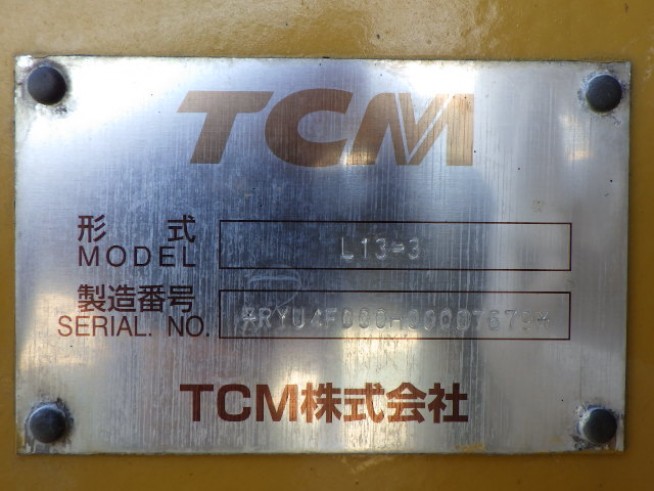 TCM
形式
MODEL
L13-3
製造番号
SERIAL. NO.
TCM株式会社